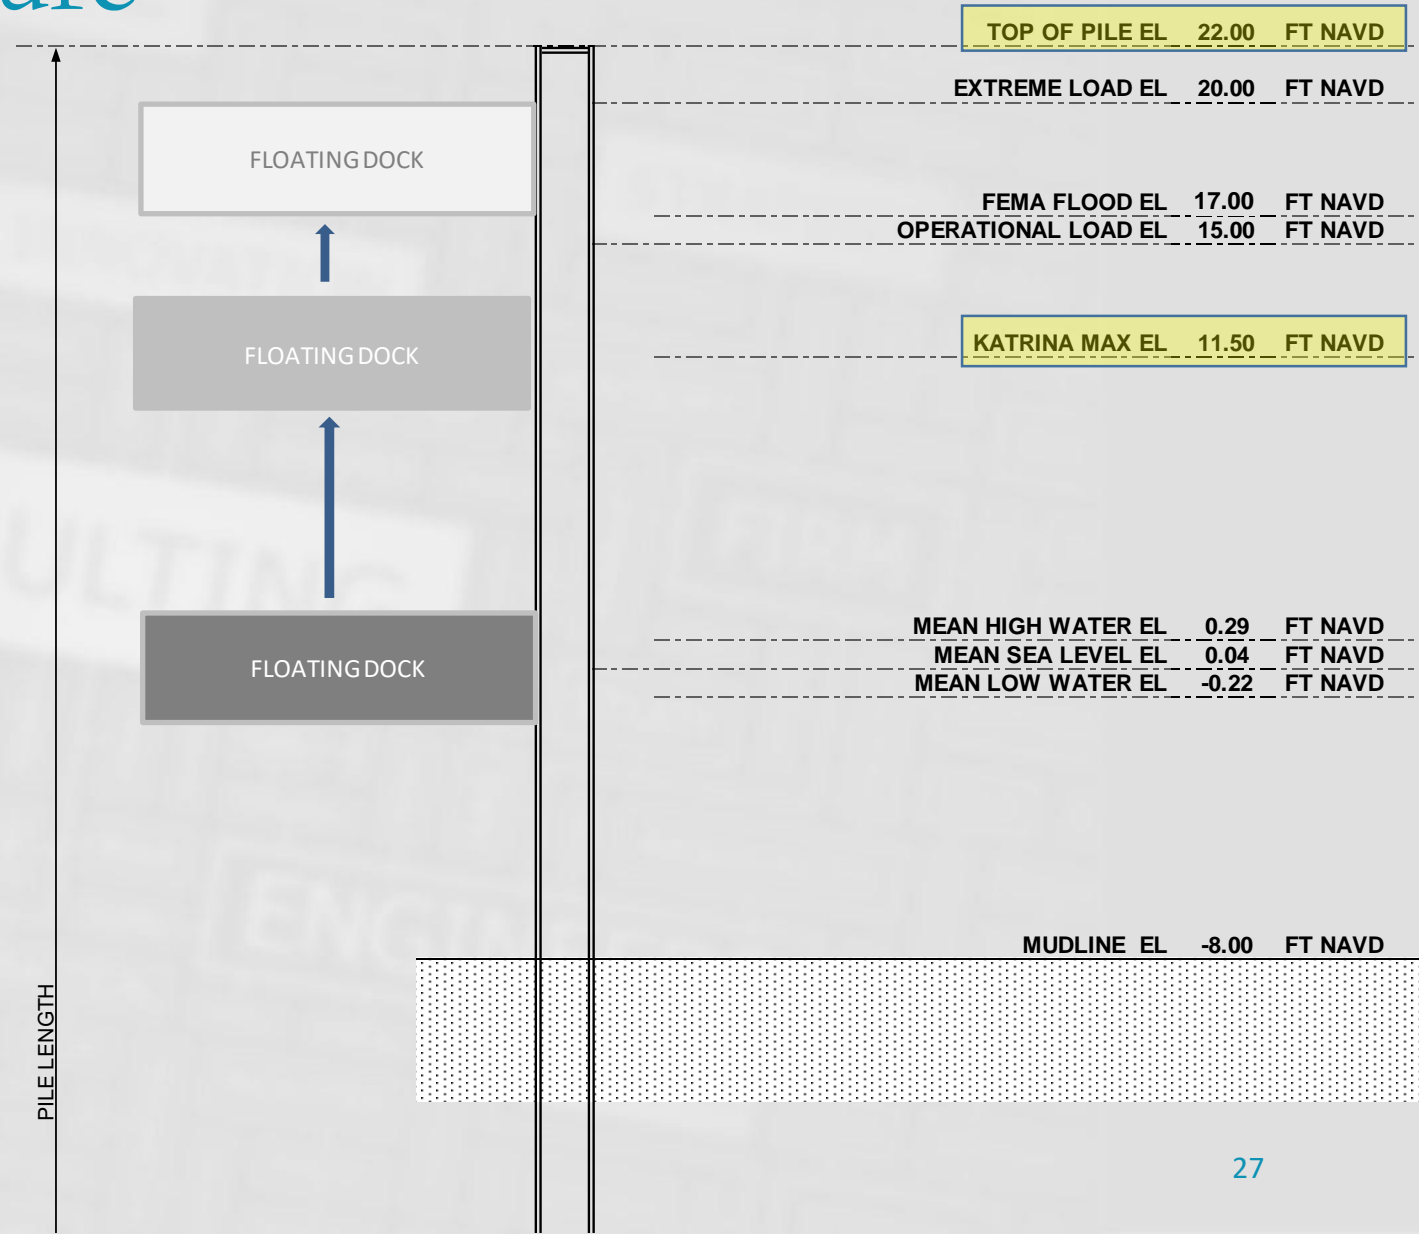 TOP OF PILE EL 22.00 FT NAVD
EXTREME LOAD EL 20.00 FT NAVD
FLOATING DOCK
FEMA FLOOD EL 17.00 FT NAVD
OPERATIONAL LOAD EL 15.00 FT NAVD
KATRINA MAX EL 11.50 FT NAVD
FLOATING DOCK
ULTING
FIRM
MEAN HIGH WATER EL 0.29 FT NAVD
MEAN SEA LEVEL EL 0.04 FT NAVD
FLOATING DOCK
MEAN LOW WATER EL -0.22 FT NAVD
MUDLINE EL -8.00 FT NAVD
PILE LENGTH
27